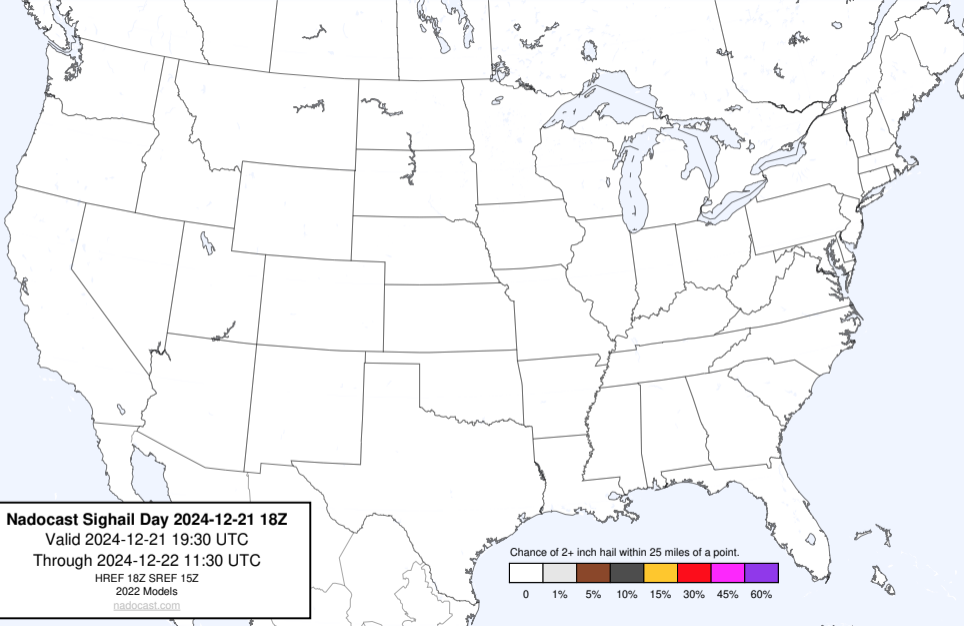 Nadocast Sighail Day 2024-12-21 18Z
Valid 2024-12-21 19:30 UTC
Through 2024-12-22 11:30 UTC
HREF 18Z SREF 15Z
2022 Models
nadocast.com
Chance of 2+ inch hail within 25 miles of a point.
0 1% 5% 10% 15% 30% 45% 60%